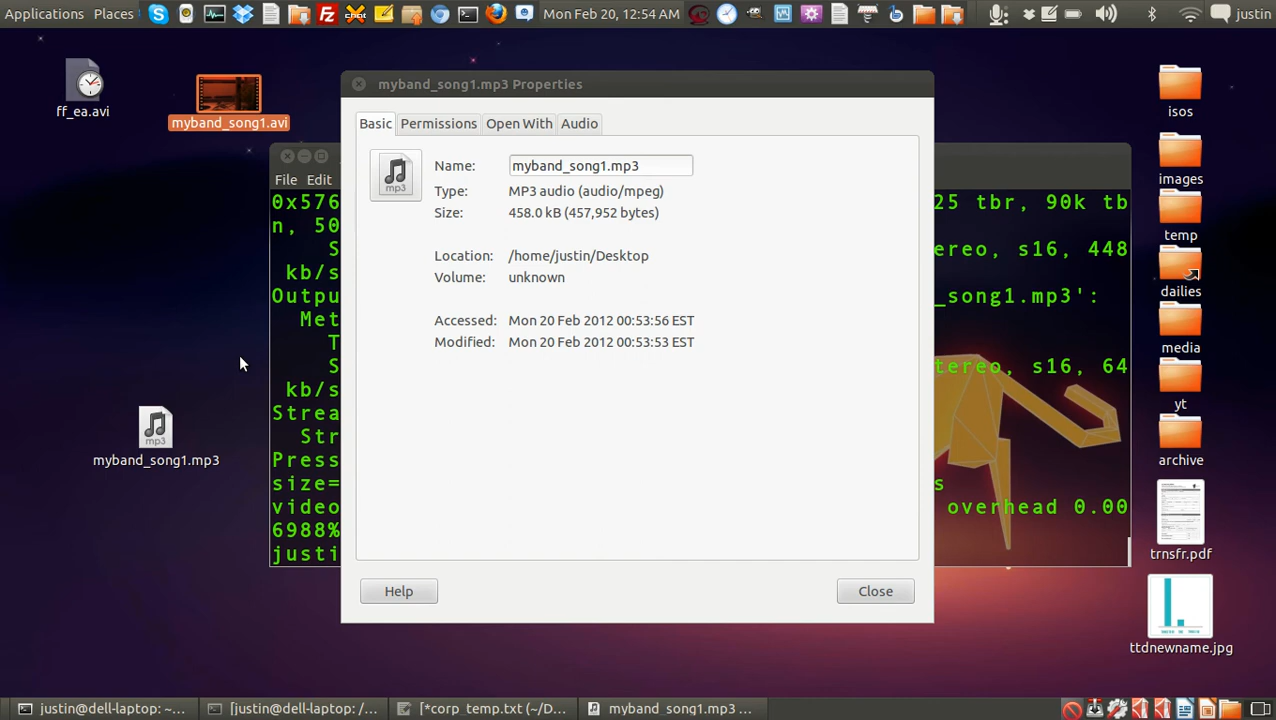 Applications Places Mon Feb 20, 12:54 AM justin
ff_ea.avi
myband_song1.avi
myband_song1.mp3
myband_song1.mp3 Properties
Basic Permissions Open With Audio
mp3
Name: myband_song1.mp3
Type: MP3 audio (audio/mpeg)
Size: 458.0 kB (457,952 bytes)
Location: /home/justin/Desktop
Volume: unknown
Accessed: Mon 20 Feb 2012 00:53:56 EST
Modified: Mon 20 Feb 2012 00:53:53 EST
Help Close
File Edit
0x576 25 tbr, 90k tb
n, 50
S ereo, s16, 448
kb/s
Outpu _song1.mp3':
Met
T
S tereo, s16, 64
kb/s
Strea
Str
Press
size= s
video overhead 0.00
6988%
justi
mp3
isos
images
temp
dailies
media
yt
archive
trnsfr.pdf
ttdnewname.jpg
justin@dell-laptop: ~... [justin@dell-laptop: /... [*corp_temp.txt (~/D... myband_song1.mp3 ...